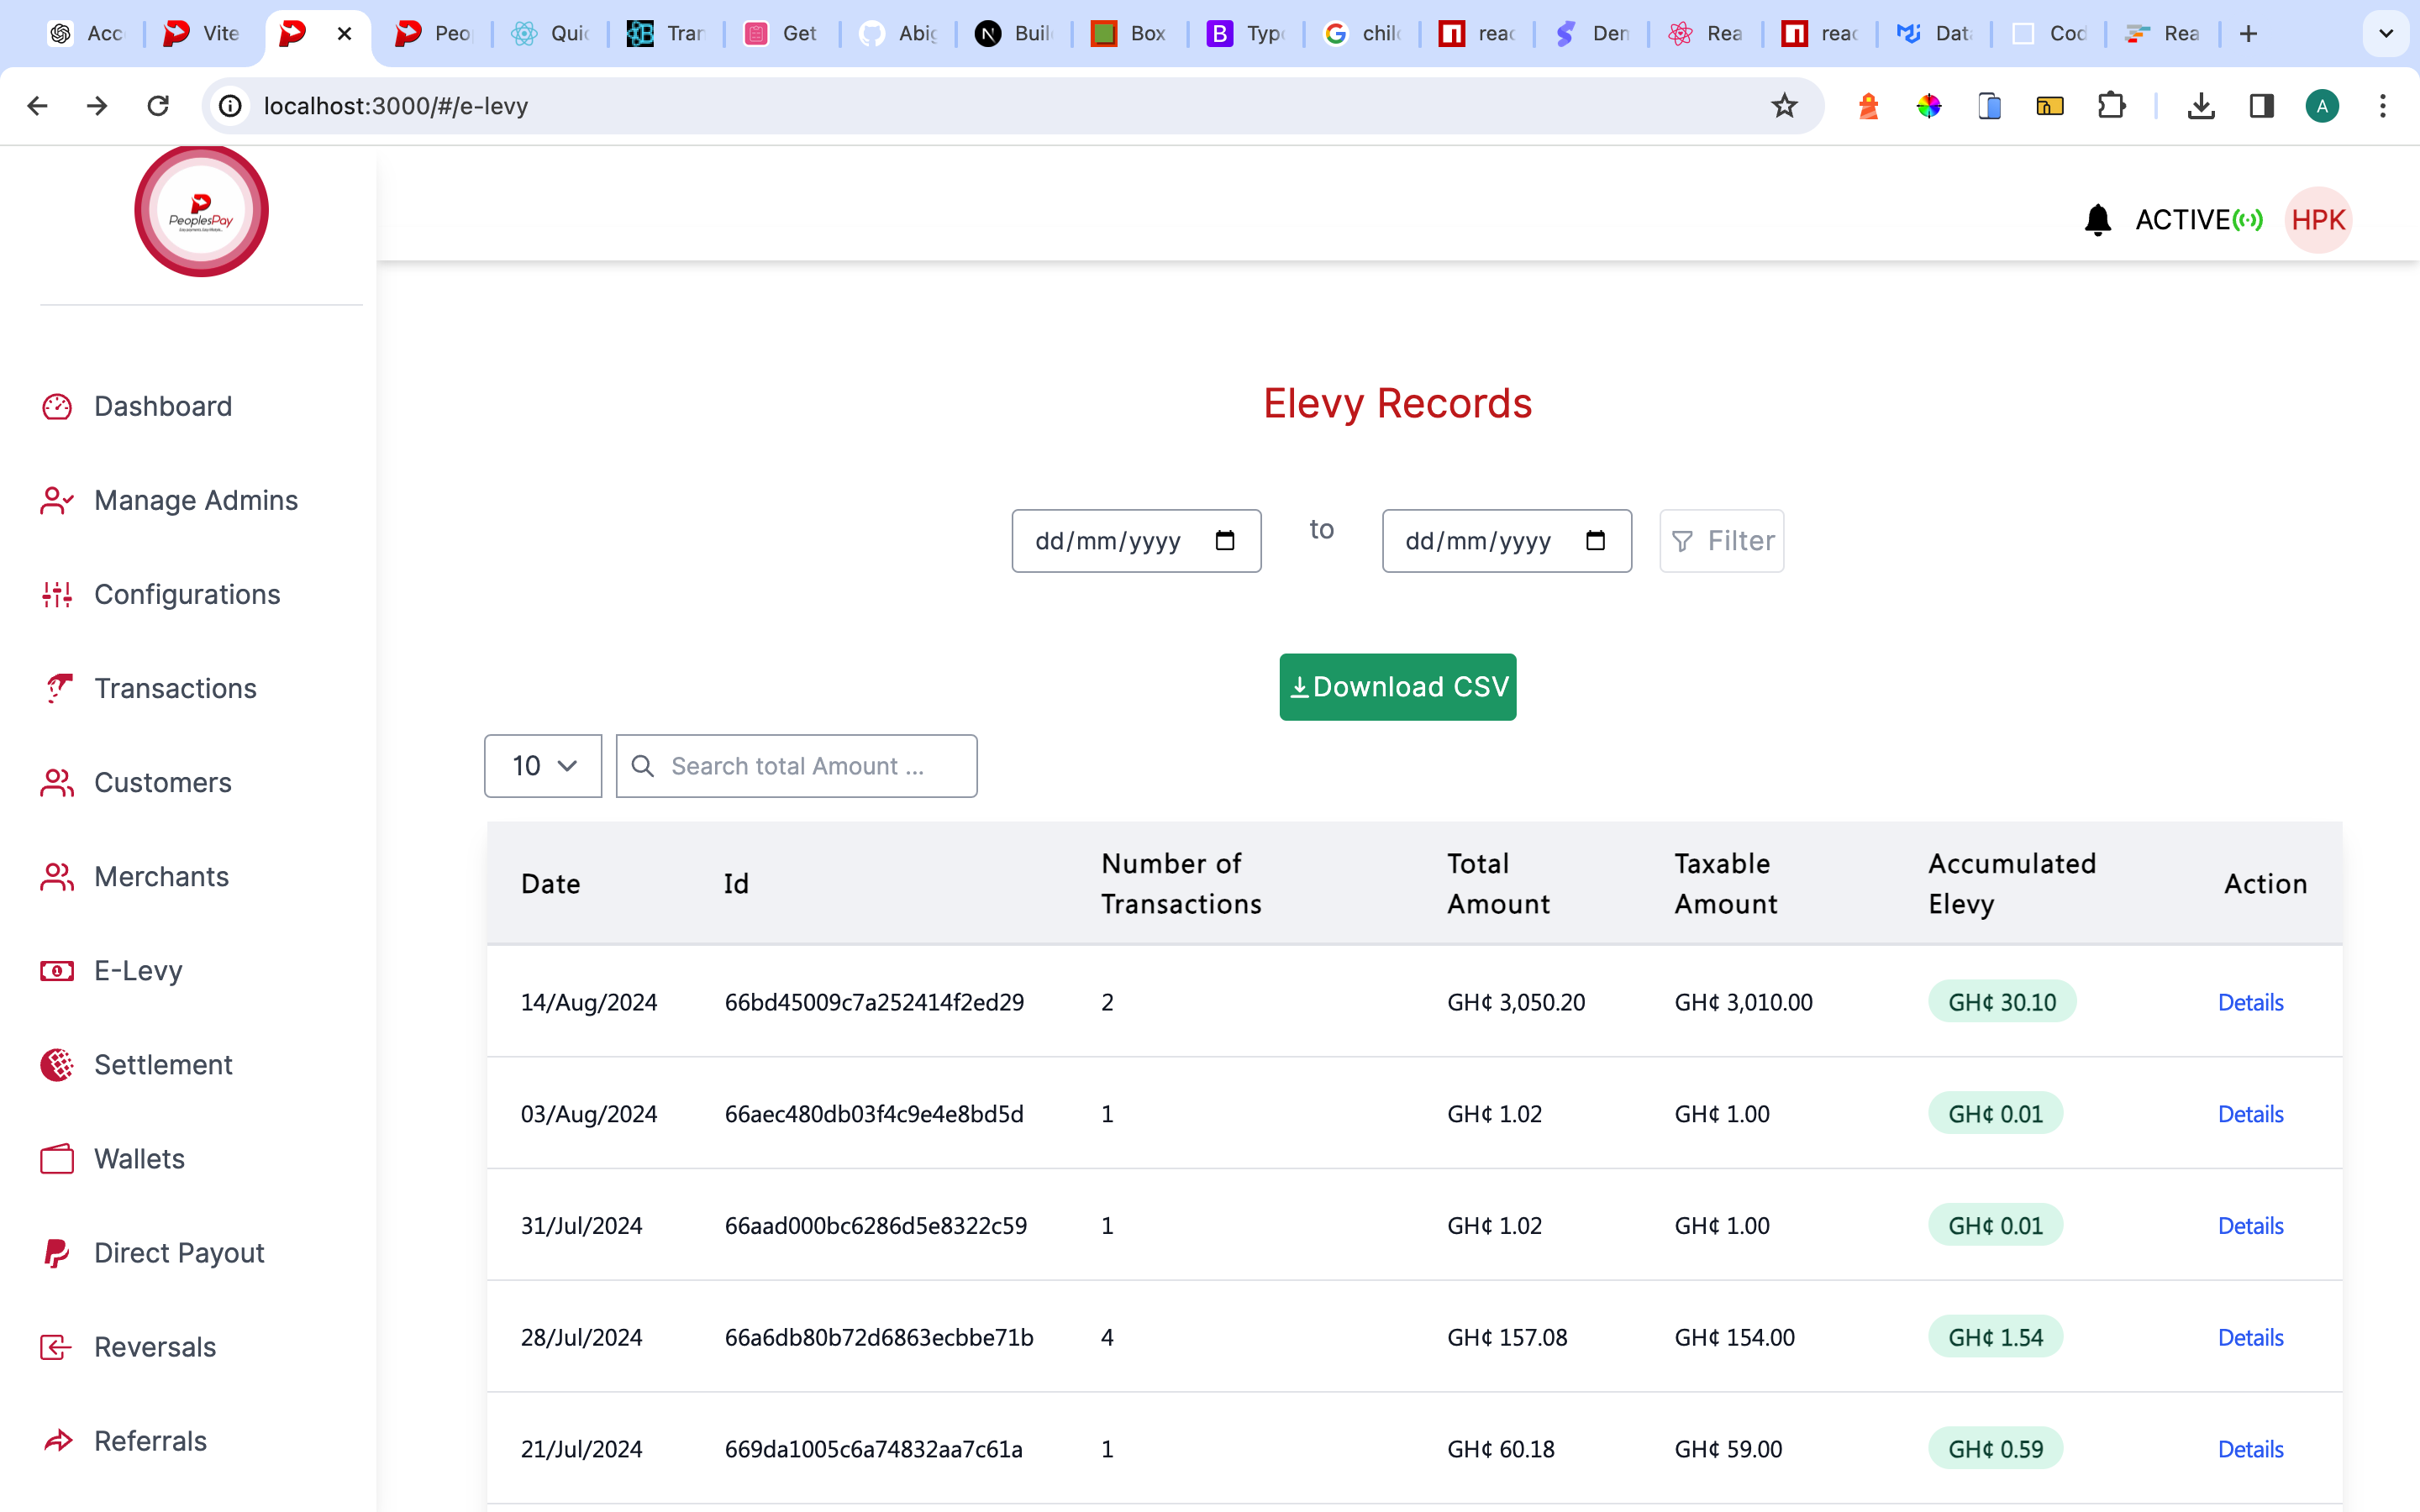 Acc
Vite
Peo
Quic
Tran
Get
Abig
Buil
Box
Typo
chil
reac
Den
Rea
reac
Data
Cod
Rea
localhost:3000/#/e-levy
A
PeoplesPay
ACTIVE
HPK
Dashboard
Manage Admins
Configurations
Transactions
Customers
Merchants
E-Levy
Settlement
Wallets
Direct Payout
Reversals
Referrals
Elevy Records
dd/mm/yyyy to dd/mm/yyyy Filter
Download CSV
10 Search total Amount ...
Date Id Number of Transactions Total Amount Taxable Amount Accumulated Elevy Action
14/Aug/2024 66bd45009c7a252414f2ed29 2 GH¢ 3,050.20 GH¢ 3,010.00 GH¢ 30.10 Details
03/Aug/2024 66aec480db03f4c9e4e8bd5d 1 GH¢ 1.02 GH¢ 1.00 GH¢ 0.01 Details
31/Jul/2024 66aad000bc6286d5e8322c59 1 GH¢ 1.02 GH¢ 1.00 GH¢ 0.01 Details
28/Jul/2024 66a6db80b72d6863ecbbe71b 4 GH¢ 157.08 GH¢ 154.00 GH¢ 1.54 Details
21/Jul/2024 669da1005c6a74832aa7c61a 1 GH¢ 60.18 GH¢ 59.00 GH¢ 0.59 Details